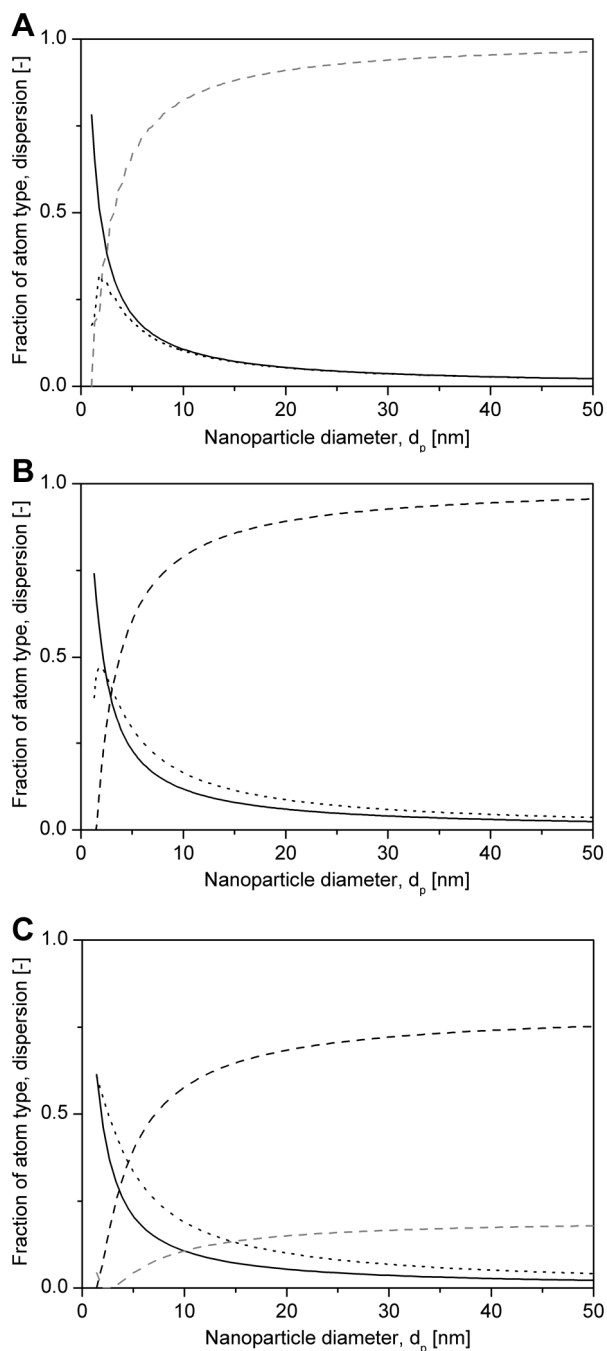 A
Fraction of atom type, dispersion [-]
1.0
0.5
0.0
0 10 20 30 40 50
Nanoparticle diameter, dp [nm]
B
Fraction of atom type, dispersion [-]
1.0
0.5
0.0
0 10 20 30 40 50
Nanoparticle diameter, dp [nm]
C
Fraction of atom type, dispersion [-]
1.0
0.5
0.0
0 10 20 30 40 50
Nanoparticle diameter, dp [nm]